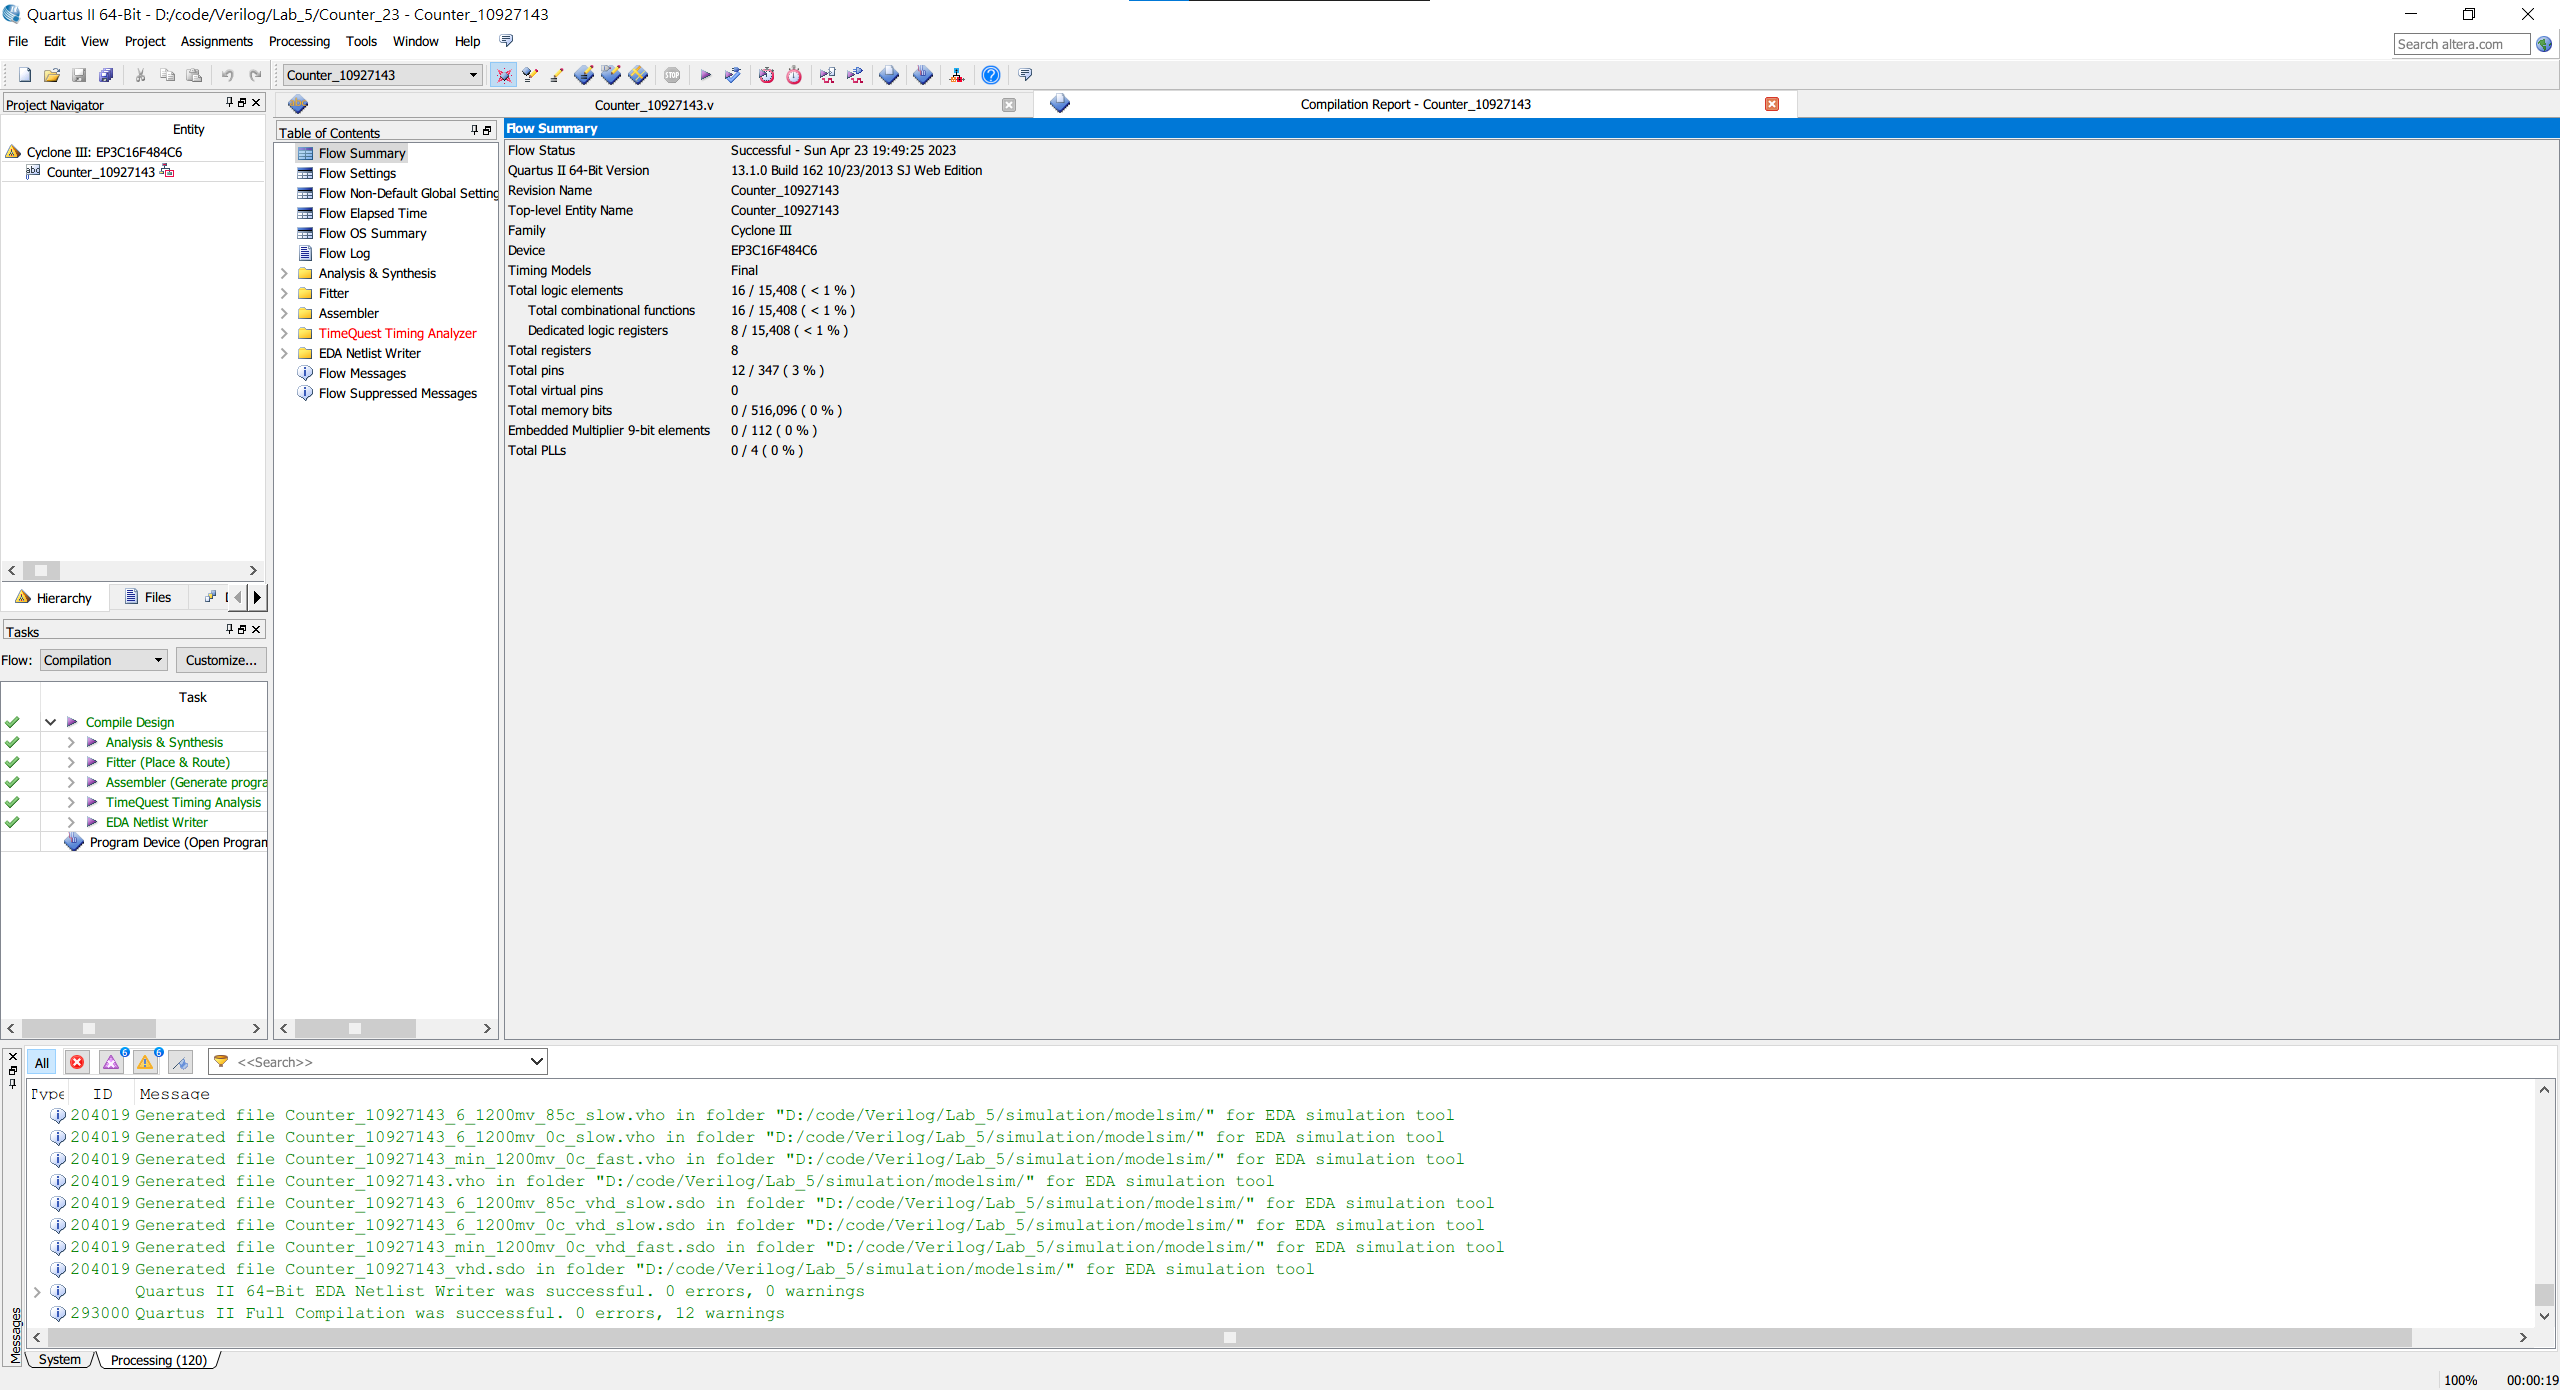 Quartus II 64-Bit - D:/code/Verilog/Lab_5/Counter_23 - Counter_10927143
File Edit View Project Assignments Processing Tools Window Help
Search altera.com
Counter_10927143
STOP
Project Navigator
Entity
Cyclone III: EP3C16F484C6
Counter_10927143
Hierarchy Files
Tasks
Flow: Compilation Customize...
Task
Compile Design
Analysis & Synthesis
Fitter (Place & Route)
Assembler (Generate progra
TimeQuest Timing Analysis
EDA Netlist Writer
Program Device (Open Program
Counter_10927143.v
Compilation Report - Counter_10927143
Table of Contents
Flow Summary
Flow Settings
Flow Non-Default Global Setting
Flow Elapsed Time
Flow OS Summary
Flow Log
Analysis & Synthesis
Fitter
Assembler
TimeQuest Timing Analyzer
EDA Netlist Writer
Flow Messages
Flow Suppressed Messages
Flow Summary
Flow Status Successful - Sun Apr 23 19:49:25 2023
Quartus II 64-Bit Version 13.1.0 Build 162 10/23/2013 SJ Web Edition
Revision Name Counter_10927143
Top-level Entity Name Counter_10927143
Family Cyclone III
Device EP3C16F484C6
Timing Models Final
Total logic elements 16 / 15,408 ( < 1 % )
Total combinational functions 16 / 15,408 ( < 1 % )
Dedicated logic registers 8 / 15,408 ( < 1 % )
Total registers 8
Total pins 12 / 347 ( 3 % )
Total virtual pins 0
Total memory bits 0 / 516,096 ( 0 % )
Embedded Multiplier 9-bit elements 0 / 112 ( 0 % )
Total PLLs 0 / 4 ( 0 % )
All 6 6 <<Search>>
Type ID Message
204019 Generated file Counter_10927143_6_1200mv_85c_slow.vho in folder "D:/code/Verilog/Lab_5/simulation/modelsim/" for EDA simulation tool
204019 Generated file Counter_10927143_6_1200mv_0c_slow.vho in folder "D:/code/Verilog/Lab_5/simulation/modelsim/" for EDA simulation tool
204019 Generated file Counter_10927143_min_1200mv_0c_fast.vho in folder "D:/code/Verilog/Lab_5/simulation/modelsim/" for EDA simulation tool
204019 Generated file Counter_10927143.vho in folder "D:/code/Verilog/Lab_5/simulation/modelsim/" for EDA simulation tool
204019 Generated file Counter_10927143_6_1200mv_85c_vhd_slow.sdo in folder "D:/code/Verilog/Lab_5/simulation/modelsim/" for EDA simulation tool
204019 Generated file Counter_10927143_6_1200mv_0c_vhd_slow.sdo in folder "D:/code/Verilog/Lab_5/simulation/modelsim/" for EDA simulation tool
204019 Generated file Counter_10927143_min_1200mv_0c_vhd_fast.sdo in folder "D:/code/Verilog/Lab_5/simulation/modelsim/" for EDA simulation tool
204019 Generated file Counter_10927143_vhd.sdo in folder "D:/code/Verilog/Lab_5/simulation/modelsim/" for EDA simulation tool
Quartus II 64-Bit EDA Netlist Writer was successful. 0 errors, 0 warnings
293000 Quartus II Full Compilation was successful. 0 errors, 12 warnings
Messages
System Processing (120)
100% 00:00:19